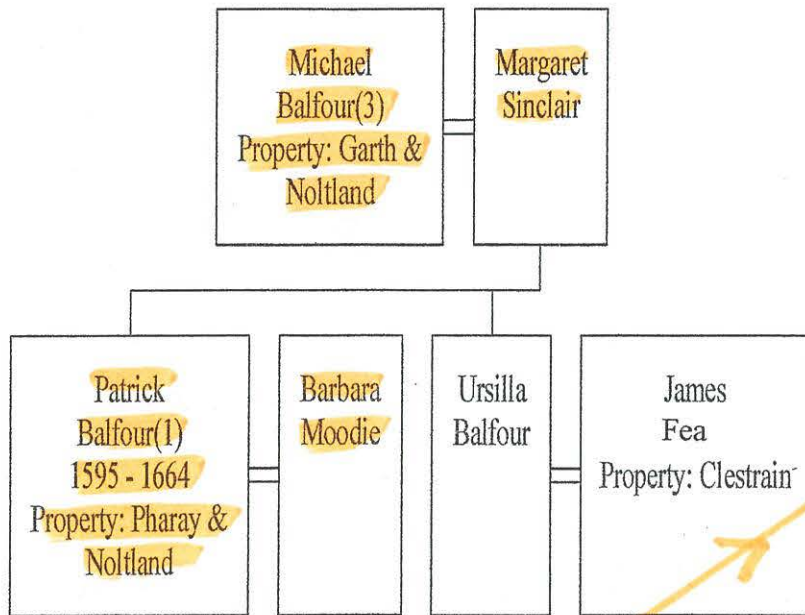 Michael
Balfour(3)
Property: Garth &
Noltland
Margaret
Sinclair
Patrick
Balfour(1)
1595 - 1664
Property: Pharay &
Noltland
Barbara
Moodie
Ursilla
Balfour
James
Fea
Property: Clestrain